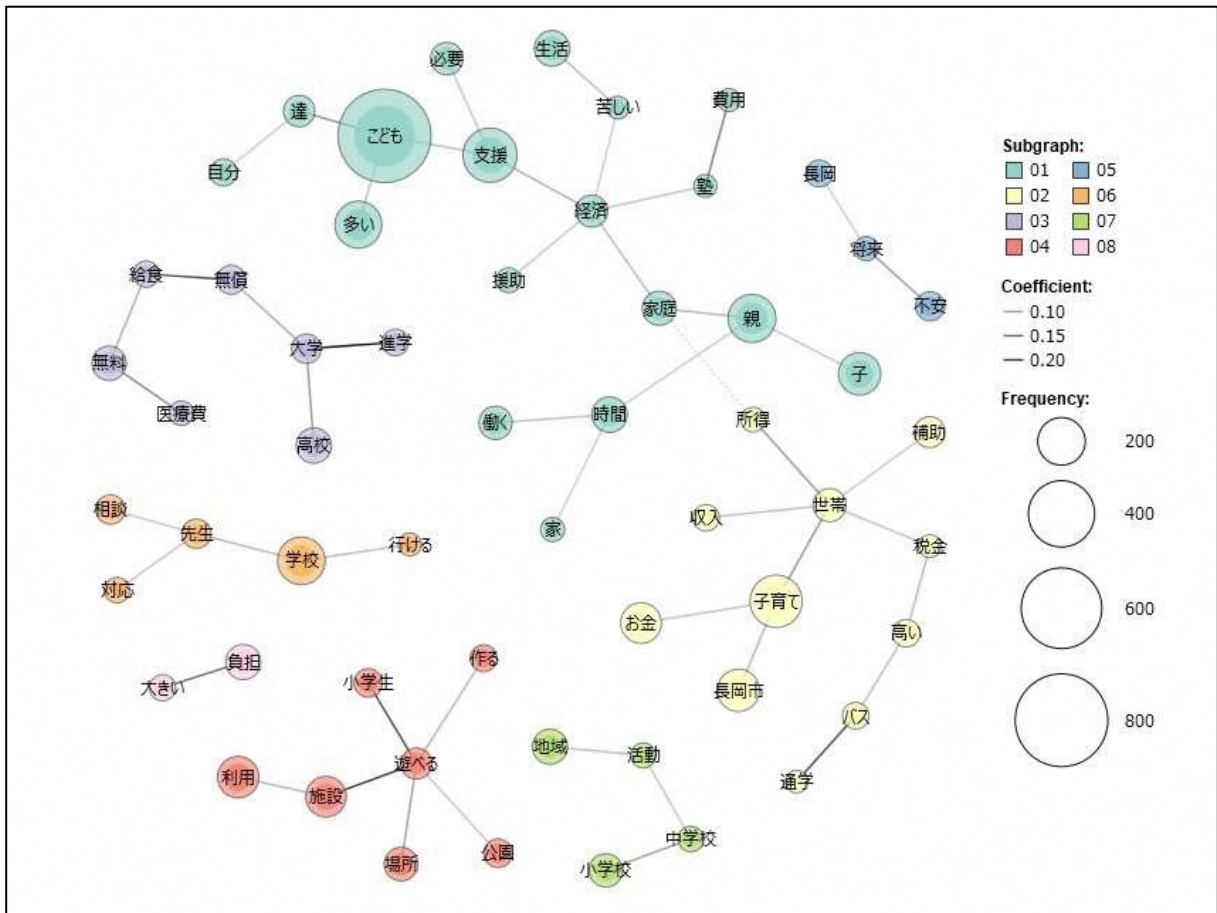 生活
必要
苦しい
費用
達
こども
支援
自分
塾
多い
経済
援助
家庭
親
子
時間
働く
家
長岡
将来
不安
給食
無償
大学
進学
無料
医療費
高校
所得
補助
世帯
収入
税金
子育て
お金
高い
長岡市
バス
通学
相談
先生
学校
行ける
対応
負担
大きい
小学生
作る
遊べる
利用
施設
場所
公園
地域
活動
中学校
小学校
Subgraph:
01 05
02 06
03 07
04 08
Coefficient:
0.10
0.15
0.20
Frequency:
200
400
600
800